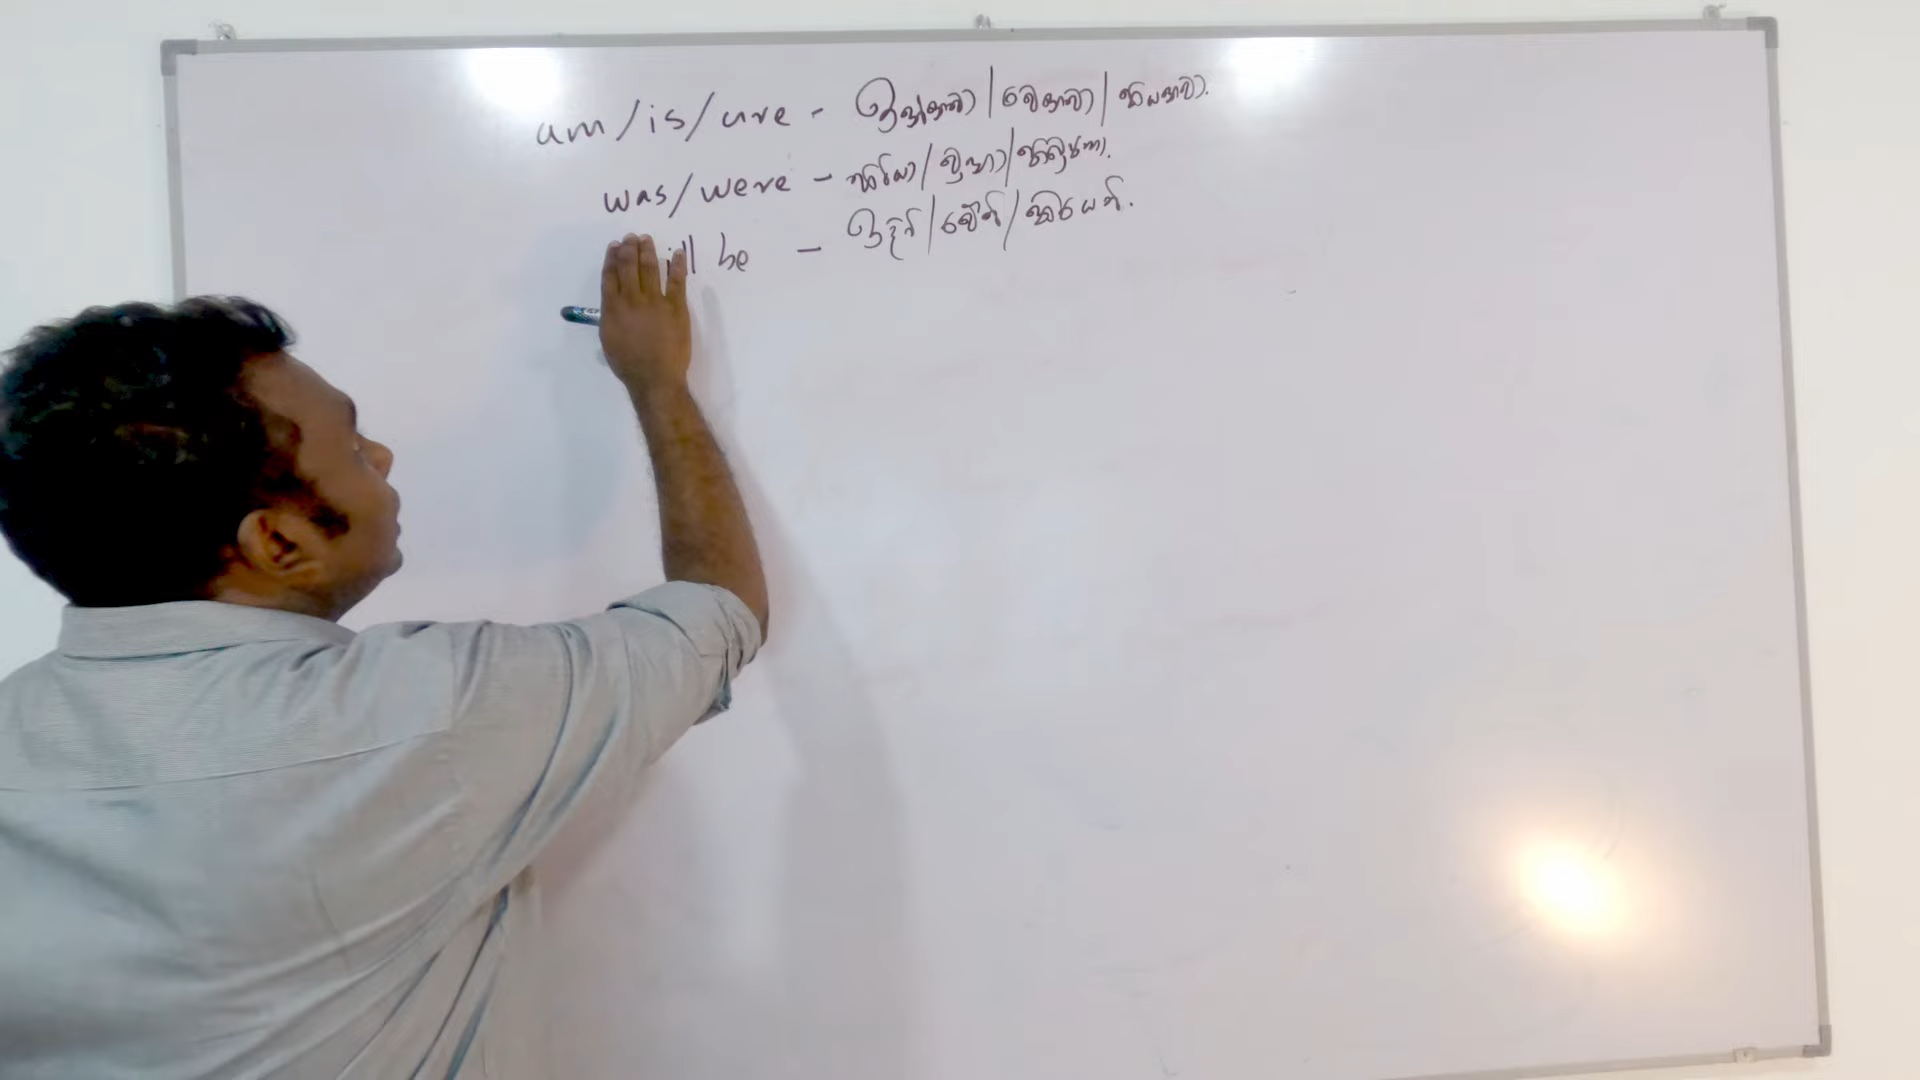 am/is/are - ඉන්නවා/වෙනවා/තියෙනවා.
was/were - හිටියා/වුනා/තිබුනා.
ill be - ඉඳී/වේවි/තියෙවි.